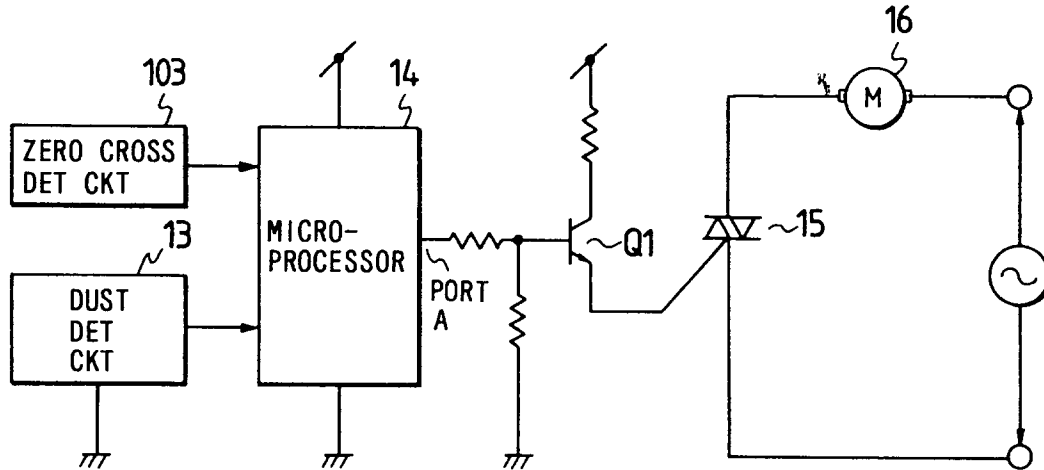 103
ZERO CROSS
DET CKT
13
DUST
DET
CKT
14
MICRO-
PROCESSOR
PORT
A
Q1
15
16
M